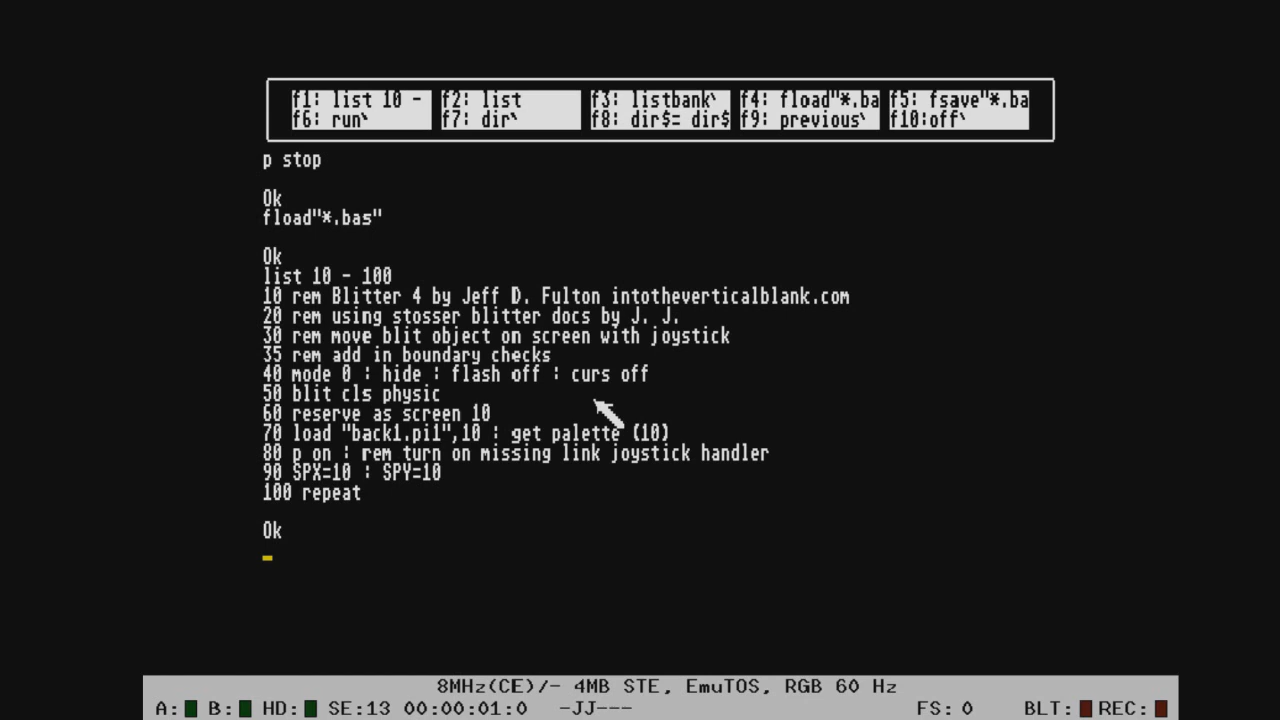 f1: list 10 - f2: list f3: listbank` f4: fload"*.ba f5: fsave"*.ba
f6: run` f7: dir` f8: dir$= dir$ f9: previous` f10:off`
p stop
Ok
fload"*.bas"
Ok
list 10 - 100
10 rem Blitter 4 by Jeff D. Fulton intotheverticalblank.com
20 rem using stosser blitter docs by J. J.
30 rem move blit object on screen with joystick
35 rem add in boundary checks
40 mode 0 : hide : flash off : curs off
50 blit cls physic
60 reserve as screen 10
70 load "back1.pi1",10 : get palette (10)
80 p on : rem turn on missing link joystick handler
90 SPX=10 : SPY=10
100 repeat
Ok
8MHz(CE)/- 4MB STE, EmuTOS, RGB 60 Hz
A: B: HD: SE:13 00:00:01:0 -JJ--- FS: 0 BLT: REC: